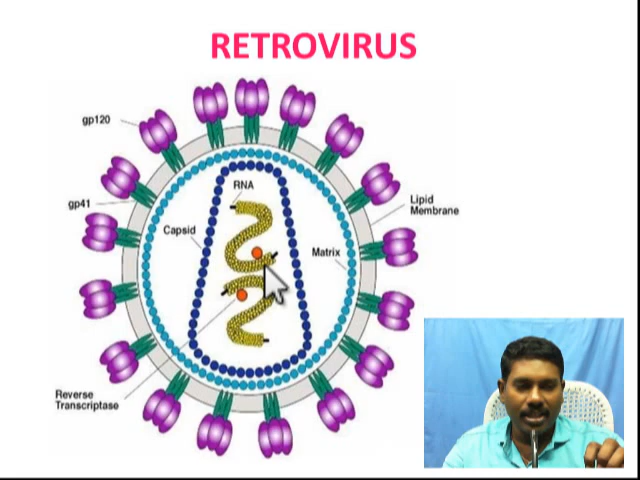 RETROVIRUS
gp120
RNA
gp41
Lipid
Membrane
Capsid
Matrix
Reverse
Transcriptase